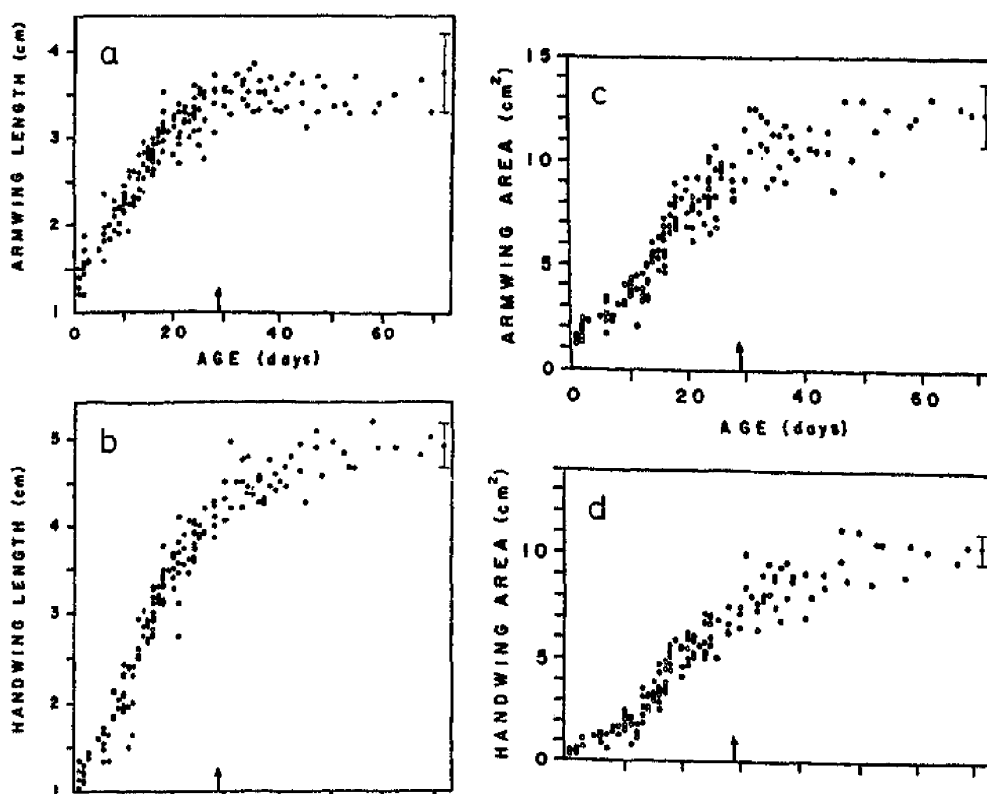 a
ARMWING LENGTH (cm)
4
3
2
1
0 20 40 60
AGE (days)
b
HANDWING LENGTH (cm)
5
4
3
2
1
c
ARMWING AREA (cm²)
15
10
5
0
0 20 40 60
AGE (days)
d
HANDWING AREA (cm²)
10
5
0